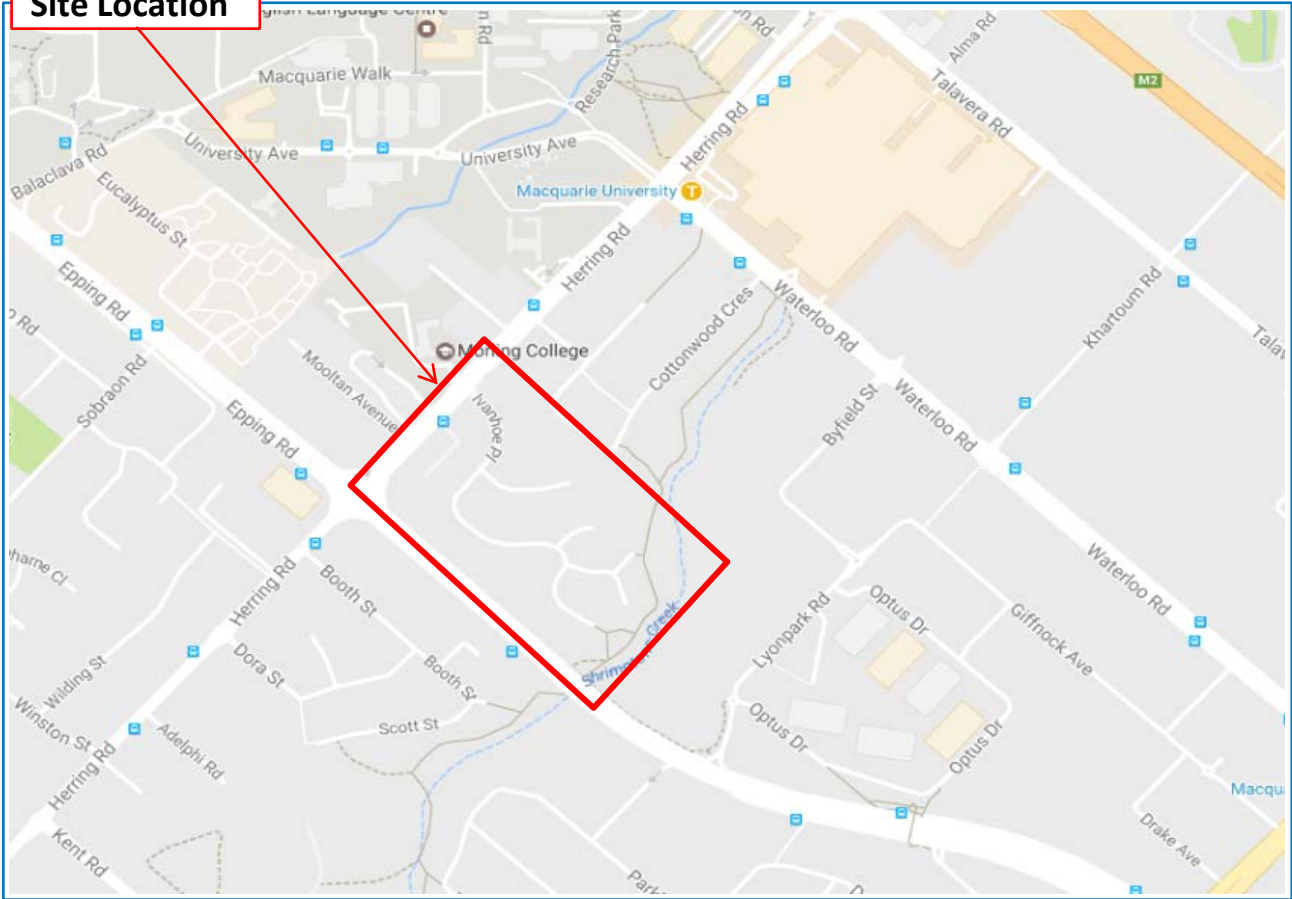 Site Location
English Language Centre
Macquarie Walk
Research Park
Alma Rd
Talavera Rd
M2
Herring Rd
University Ave
University Ave
Balaclava Rd
Eucalyptus St
Macquarie University
T
Herring Rd
Epping Rd
Waterloo Rd
Khartoum Rd
Cottonwood Cres
Morling College
Mooltan Avenue
Ivanhoe Pl
Sobraon Rd
Epping Rd
Byfield St
Waterloo Rd
Herring Rd
Booth St
Waterloo Rd
Optus Dr
Giffnock Ave
Lyonpark Rd
Dora St
Booth St
Creek
Wilding St
Scott St
Winston St
Adelphi Rd
Optus Dr
Optus Dr
Herring Rd
Drake Ave
Kent Rd